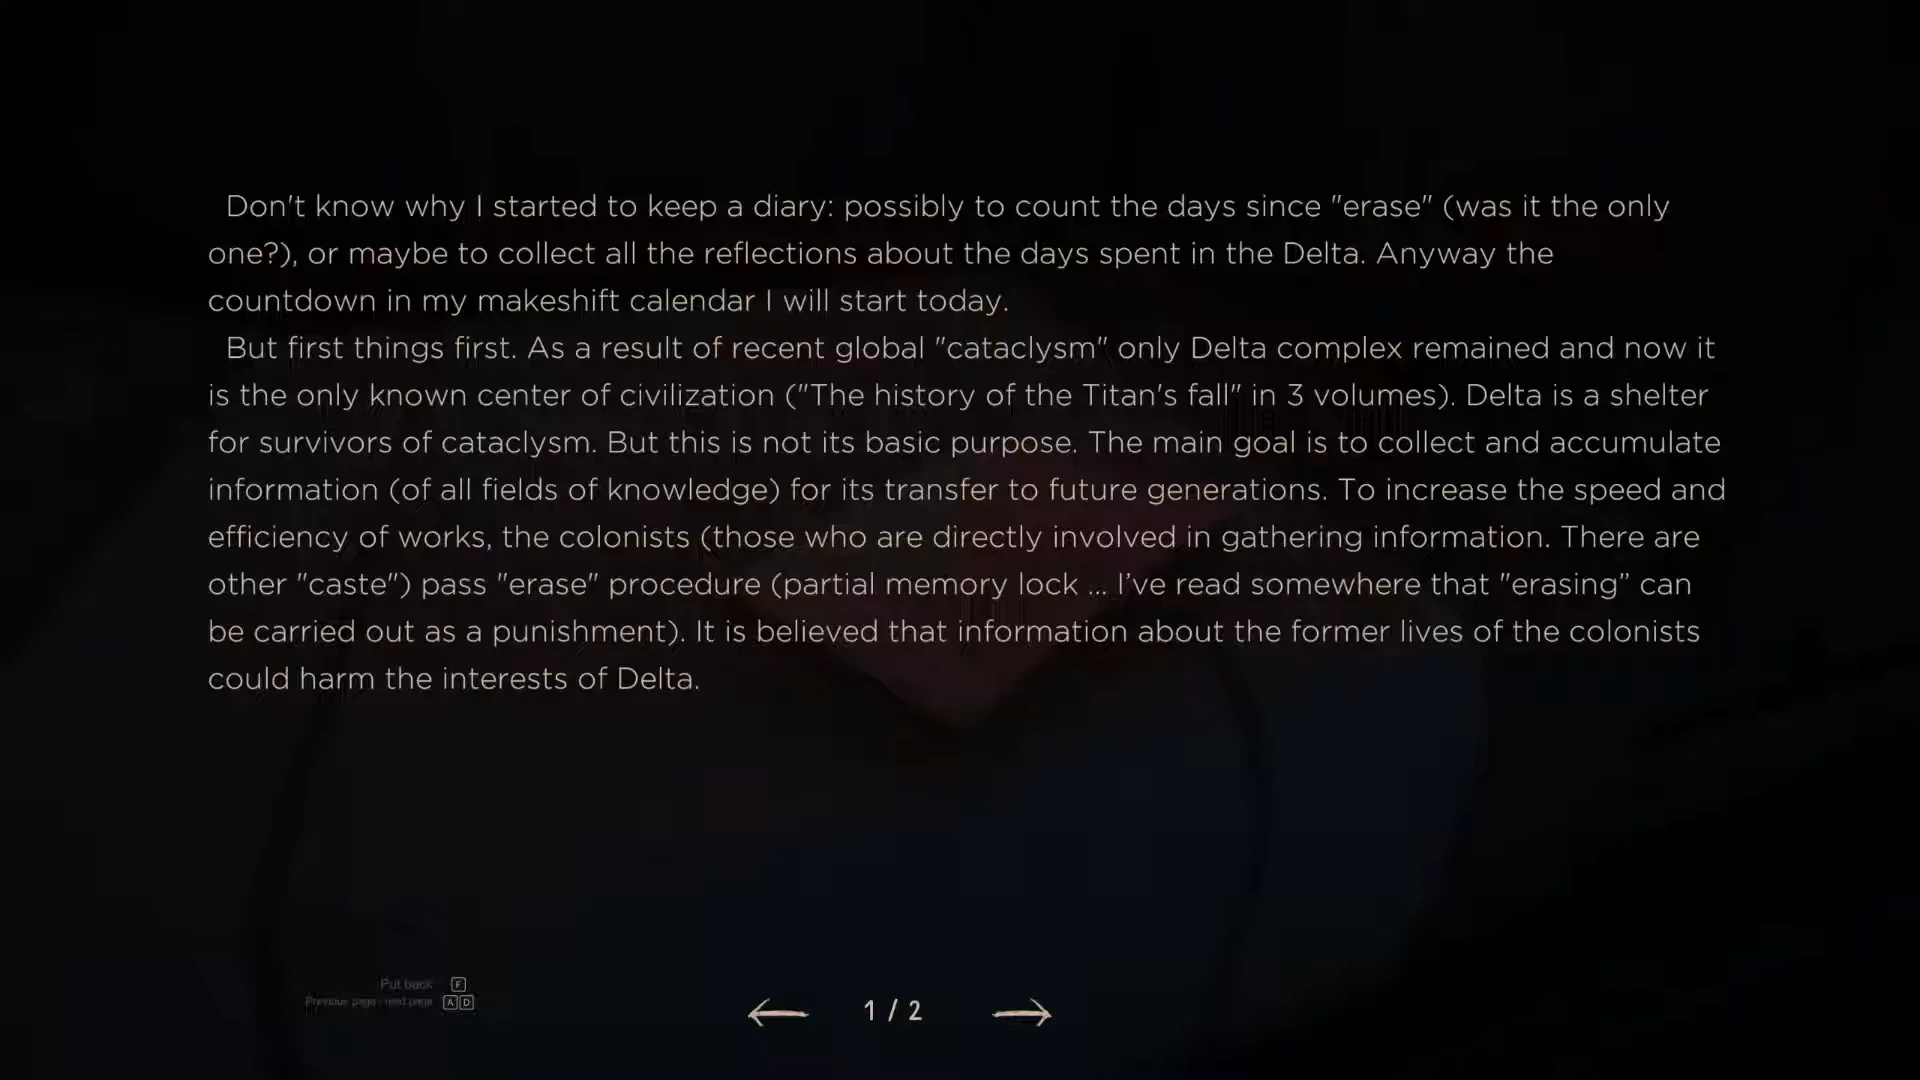 Don't know why I started to keep a diary: possibly to count the days since "erase" (was it the only
one?), or maybe to collect all the reflections about the days spent in the Delta. Anyway the
countdown in my makeshift calendar I will start today.
But first things first. As a result of recent global "cataclysm" only Delta complex remained and now it
is the only known center of civilization ("The history of the Titan's fall" in 3 volumes). Delta is a shelter
for survivors of cataclysm. But this is not its basic purpose. The main goal is to collect and accumulate
information (of all fields of knowledge) for its transfer to future generations. To increase the speed and
efficiency of works, the colonists (those who are directly involved in gathering information. There are
other "caste") pass "erase" procedure (partial memory lock ... I’ve read somewhere that "erasing” can
be carried out as a punishment). It is believed that information about the former lives of the colonists
could harm the interests of Delta.
Put back F
Previous page / next page A D
1 / 2